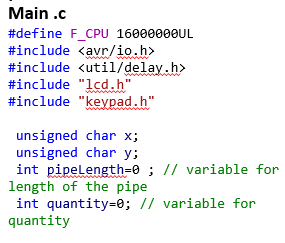 Main .c
#define F_CPU 16000000UL
#include <avr/io.h>
#include <util/delay.h>
#include "lcd.h"
#include "keypad.h"
unsigned char x;
unsigned char y;
int pipeLength=0 ; // variable for
length of the pipe
int quantity=0; // variable for
quantity